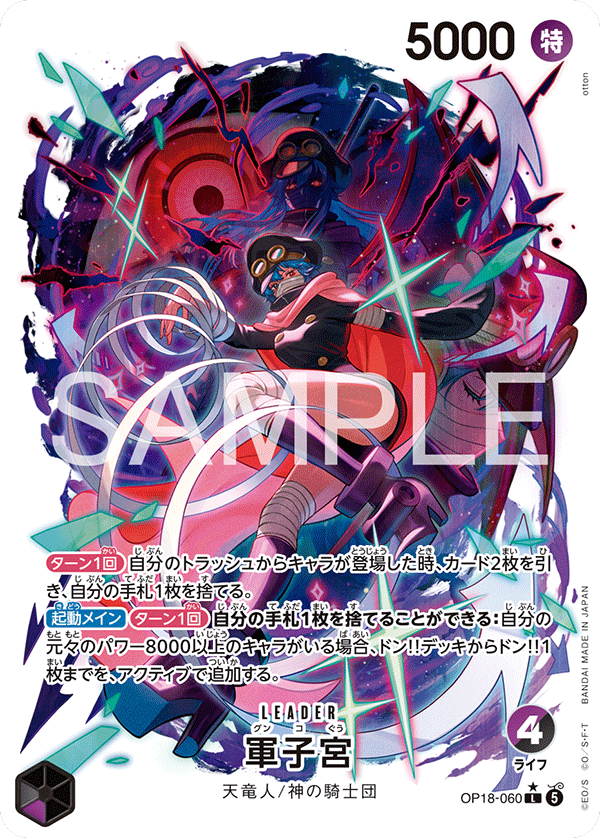 5000 特
otton
SAMPLE
ターン1回 自分のトラッシュからキャラが登場した時、カード2枚を引
き、自分の手札1枚を捨てる。
起動メイン ターン1回 自分の手札1枚を捨てることができる:自分の
元々のパワー8000以上のキャラがいる場合、ドン!!デッキからドン!!1
枚までを、アクティブで追加する。
LEADER
グンコぐう
軍子宮
天竜人/神の騎士団
4
ライフ
OP18-060 ★ L 5
©E.O/S ©O/S・F・T BANDAI MADE IN JAPAN